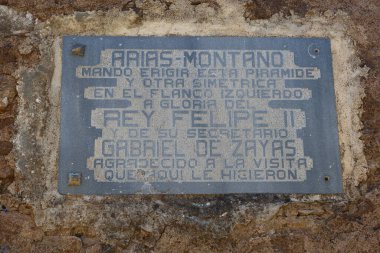 ARIAS-MONTANO
MANDO ERIGIR ESTA PIRAMIDE
Y OTRA SIMETRICA
EN EL FLANCO IZQUIERDO
A GLORIA DEL
REY FELIPE II
Y DE SU SECRETARIO
GABRIEL DE ZAYAS
AGRADECIDO A LA VISITA
QUE AQUI LE HICIERON.